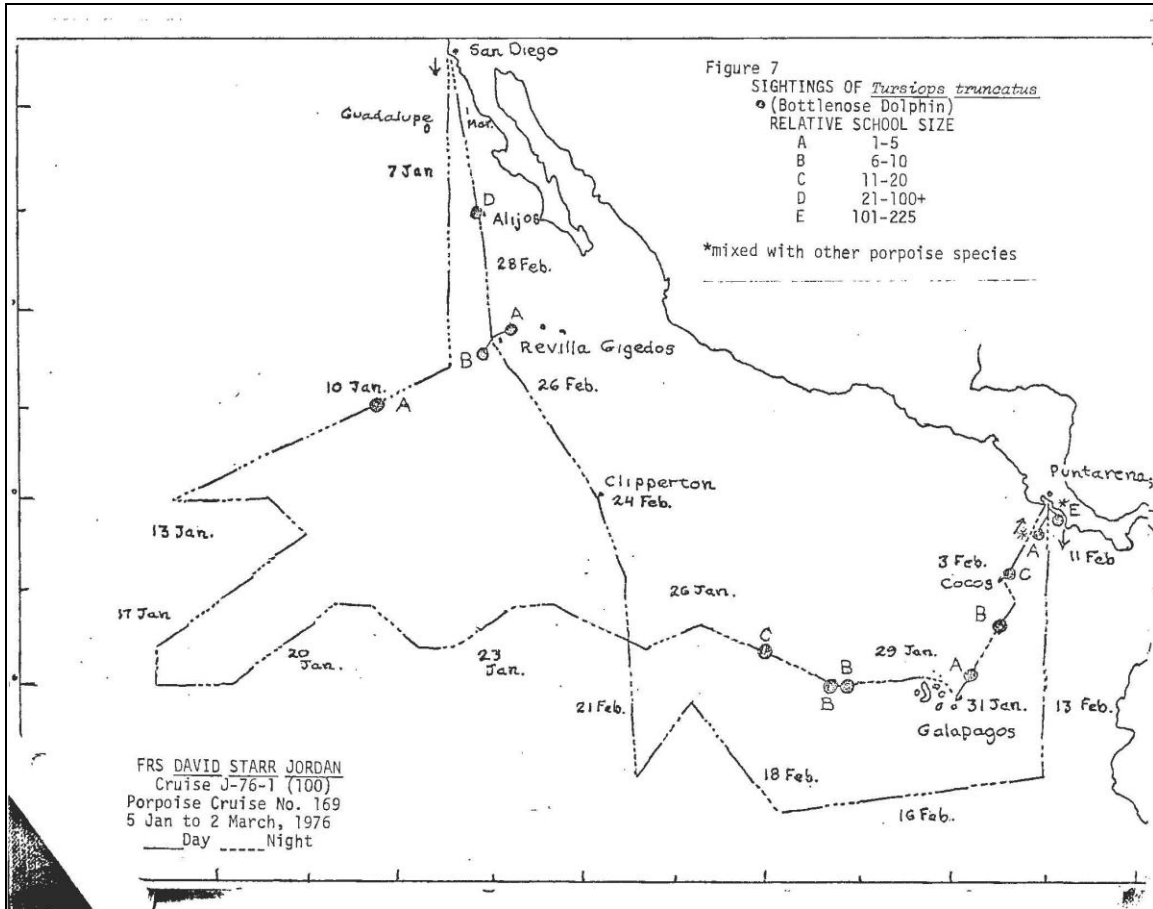 Figure 7
SIGHTINGS OF Tursiops truncatus
(Bottlenose Dolphin)
RELATIVE SCHOOL SIZE
A 1-5
B 6-10
C 11-20
D 21-100+
E 101-225
*mixed with other porpoise species
San Diego
Guadalupe
1 Mar.
7 Jan
D
Alijos
28 Feb.
A
Revilla Gigedos
B
26 Feb.
10 Jan.
A
Clipperton
24 Feb.
Puntarenas
*E
13 Jan.
*
A
11 Feb
3 Feb.
Cocos
C
17 Jan
26 Jan.
B
20 Jan.
23 Jan.
C
29 Jan.
B
B
A
31 Jan.
Galapagos
13 Feb.
21 Feb.
18 Feb.
16 Feb.
FRS DAVID STARR JORDAN
Cruise J-76-1 (100)
Porpoise Cruise No. 169
5 Jan to 2 March, 1976
____Day -----Night